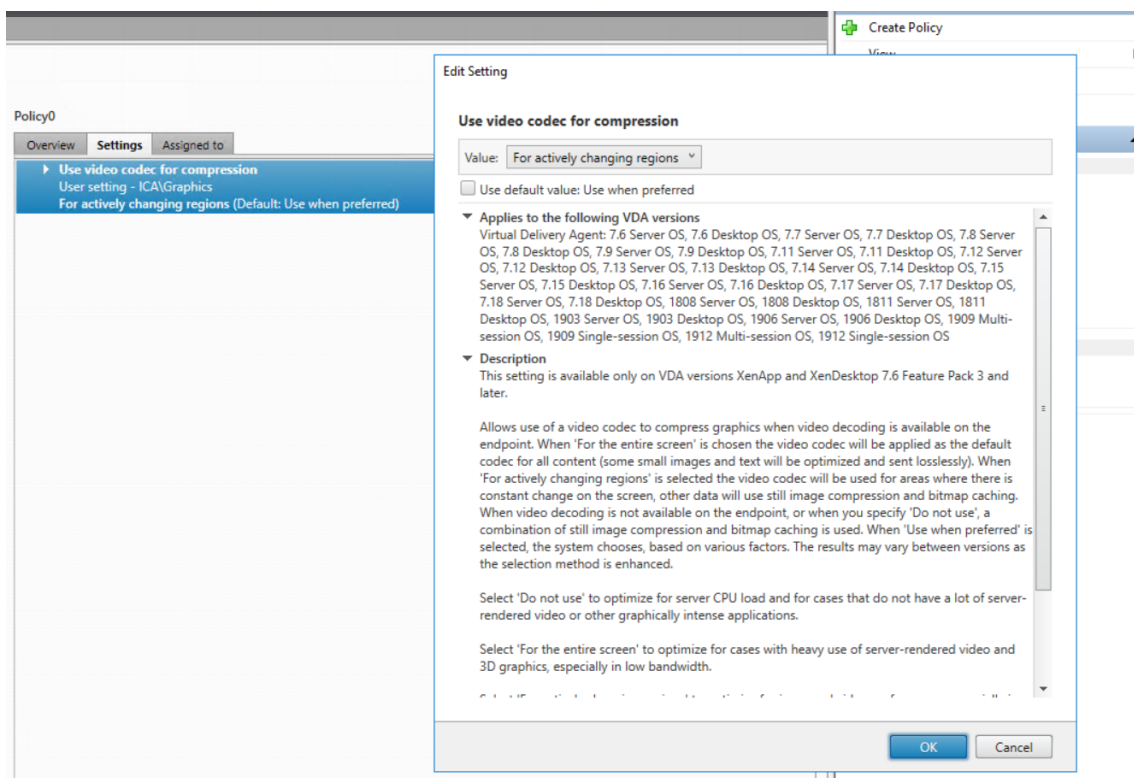 Create Policy
View
Edit Setting
Policy0
Use video codec for compression
Overview Settings Assigned to
Value: For actively changing regions
Use video codec for compression
User setting - ICA\Graphics
Use default value: Use when preferred
For actively changing regions (Default: Use when preferred)
Applies to the following VDA versions
Virtual Delivery Agent: 7.6 Server OS, 7.6 Desktop OS, 7.7 Server OS, 7.7 Desktop OS, 7.8 Server
OS, 7.8 Desktop OS, 7.9 Server OS, 7.9 Desktop OS, 7.11 Server OS, 7.11 Desktop OS, 7.12 Server
OS, 7.12 Desktop OS, 7.13 Server OS, 7.13 Desktop OS, 7.14 Server OS, 7.14 Desktop OS, 7.15
Server OS, 7.15 Desktop OS, 7.16 Server OS, 7.16 Desktop OS, 7.17 Server OS, 7.17 Desktop OS,
7.18 Server OS, 7.18 Desktop OS, 1808 Server OS, 1808 Desktop OS, 1811 Server OS, 1811
Desktop OS, 1903 Server OS, 1903 Desktop OS, 1906 Server OS, 1906 Desktop OS, 1909 Multi-
session OS, 1909 Single-session OS, 1912 Multi-session OS, 1912 Single-session OS
Description
This setting is available only on VDA versions XenApp and XenDesktop 7.6 Feature Pack 3 and
later.
Allows use of a video codec to compress graphics when video decoding is available on the
endpoint. When 'For the entire screen' is chosen the video codec will be applied as the default
codec for all content (some small images and text will be optimized and sent losslessly). When
'For actively changing regions' is selected the video codec will be used for areas where there is
constant change on the screen, other data will use still image compression and bitmap caching.
When video decoding is not available on the endpoint, or when you specify 'Do not use', a
combination of still image compression and bitmap caching is used. When 'Use when preferred' is
selected, the system chooses, based on various factors. The results may vary between versions as
the selection method is enhanced.
Select 'Do not use' to optimize for server CPU load and for cases that do not have a lot of server-
rendered video or other graphically intense applications.
Select 'For the entire screen' to optimize for cases with heavy use of server-rendered video and
3D graphics, especially in low bandwidth.
OK Cancel